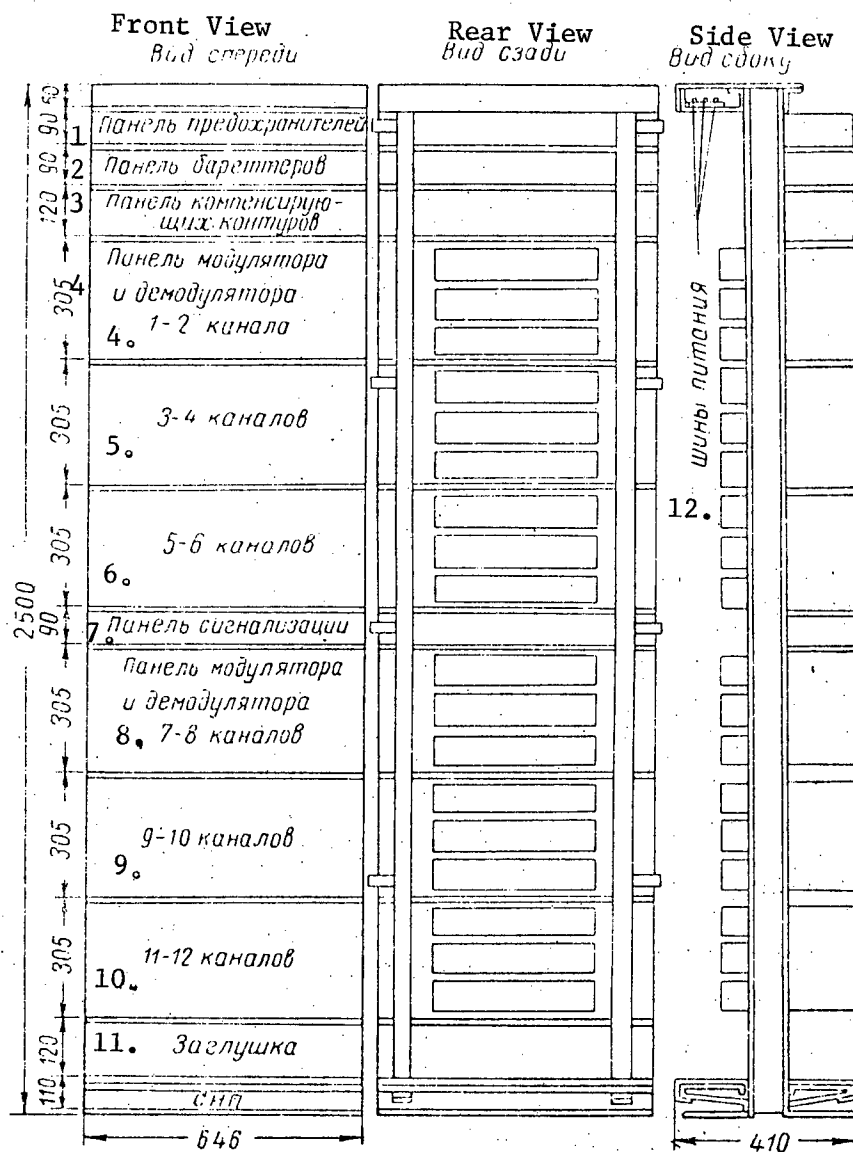 Front View
Вид спереди
Rear View
Вид сзади
Side View
Вид сбоку
60
90
1 Панель предохранителей
90
2 Панель бареттеров
120
3 Панель компенсирую-
щих контуров
305
4
Панель модулятора
и демодулятора
4. 1-2 канала
305
3-4 каналов
5.
305
5-6 каналов
6.
2500
90
7. Панель сигнализации
305
Панель модулятора
и демодулятора
8. 7-8 каналов
305
9-10 каналов
9.
305
11-12 каналов
10.
120
11. Заглушка
110
646
шины питания
12.
410